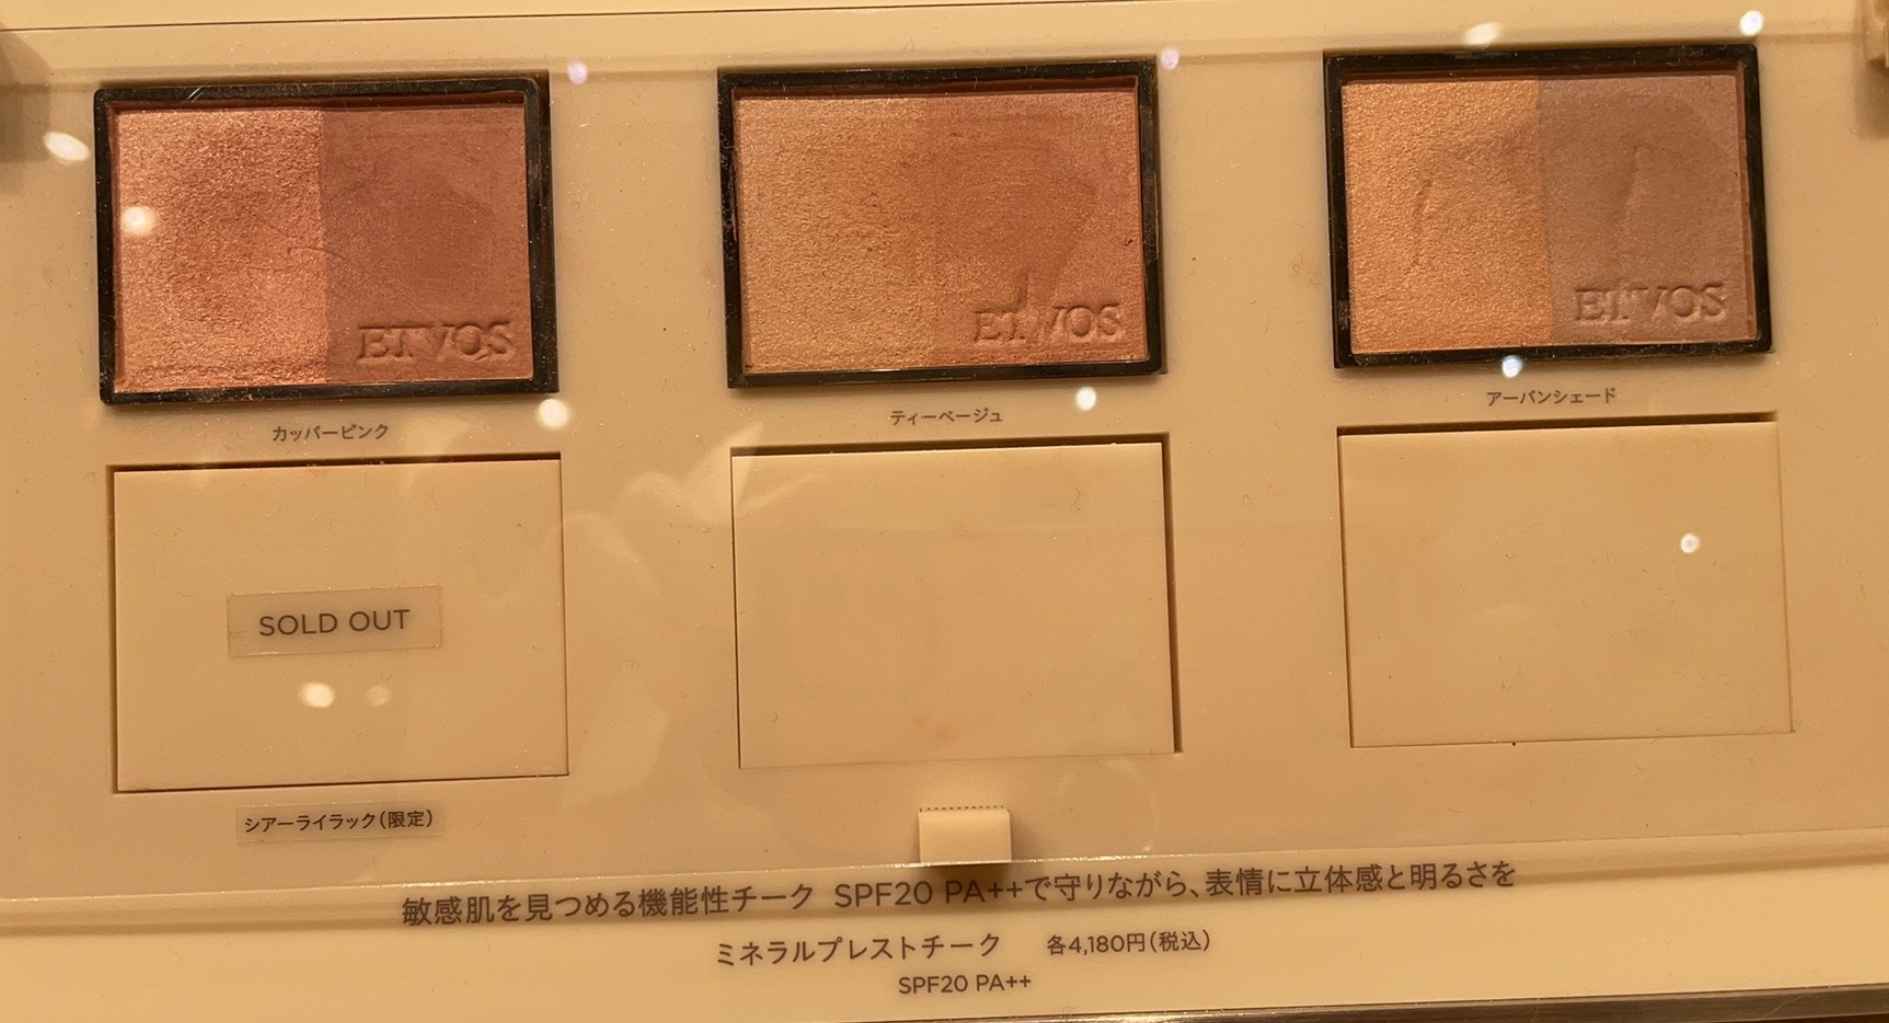 ETVOS
ETVOS
ETVOS
カッパーピンク
ティーベージュ
アーバンシェード
SOLD OUT
シアーライラック(限定)
敏感肌を見つめる機能性チーク SPF20 PA++で守りながら、表情に立体感と明るさを
ミネラルプレストチーク 各4,180円(税込)
SPF20 PA++